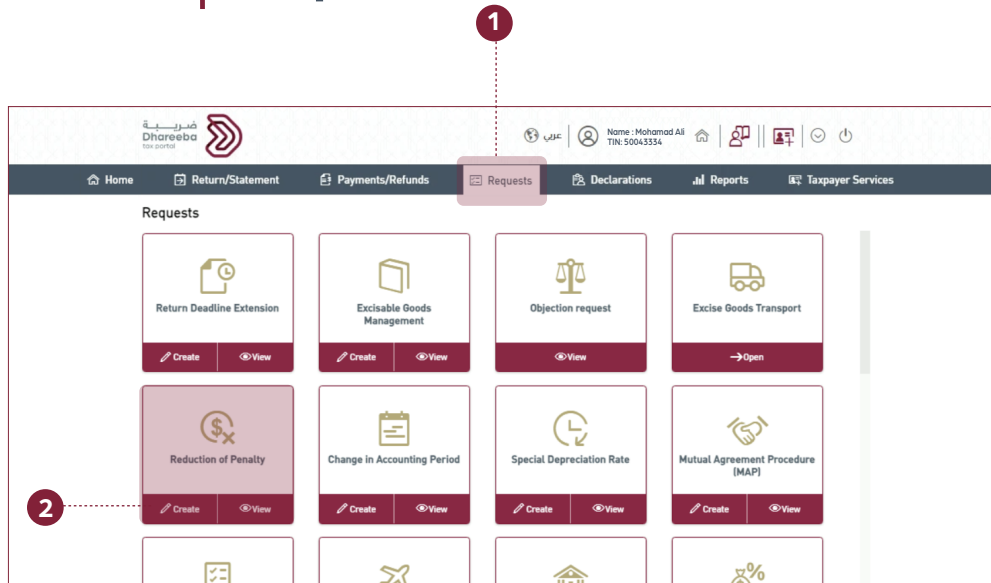 1
ضريبة
Dhareeba
tax portal
عربي
Name : Mohamad Ali
TIN: 50043334
Home Return/Statement Payments/Refunds Requests Declarations Reports Taxpayer Services
Requests
Return Deadline Extension
Create View
Excisable Goods
Management
Create View
Objection request
View
Excise Goods Transport
Open
Reduction of Penalty
Create View
Change in Accounting Period
Create View
Special Depreciation Rate
Create View
Mutual Agreement Procedure
(MAP)
Create View
2